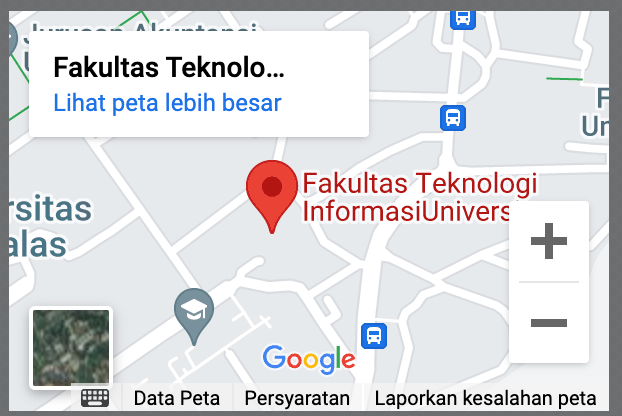 Jurusan Akuntansi
Fakultas Teknolo...
Lihat peta lebih besar
Fakultas Teknologi
InformasiUnivers
rsitas
alas
F
Un
Google
Data Peta
Persyaratan
Laporkan kesalahan peta